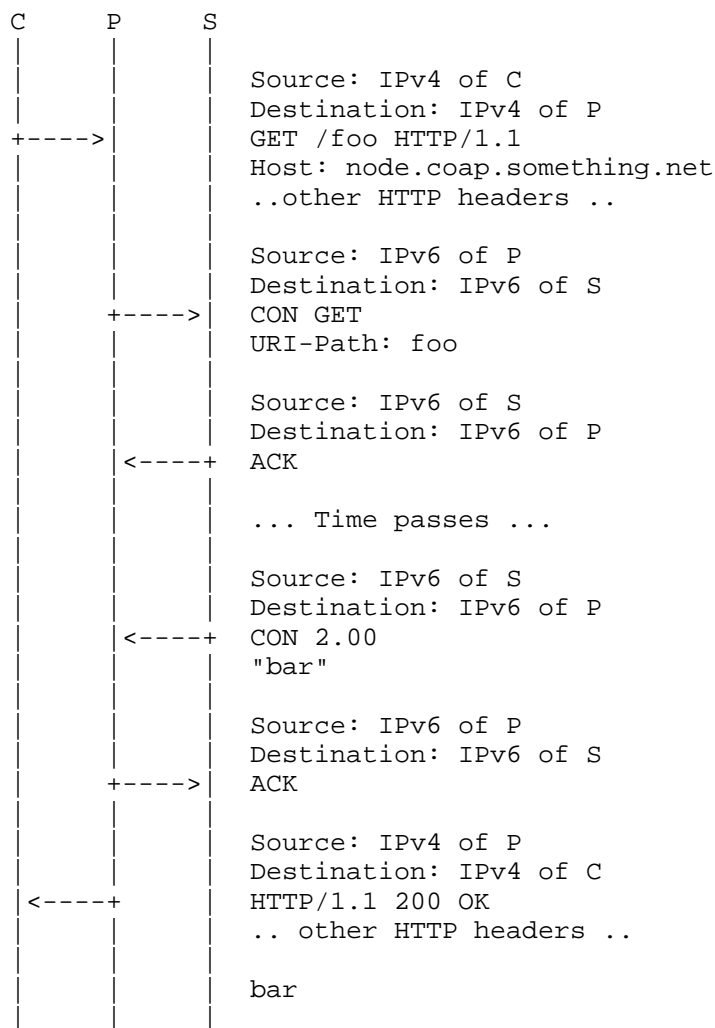 C P S
Source: IPv4 of C
Destination: IPv4 of P
GET /foo HTTP/1.1
Host: node.coap.something.net
..other HTTP headers ..
Source: IPv6 of P
Destination: IPv6 of S
CON GET
URI-Path: foo
Source: IPv6 of S
Destination: IPv6 of P
ACK
... Time passes ...
Source: IPv6 of S
Destination: IPv6 of P
CON 2.00
"bar"
Source: IPv6 of P
Destination: IPv6 of S
ACK
Source: IPv4 of P
Destination: IPv4 of C
HTTP/1.1 200 OK
.. other HTTP headers ..
bar